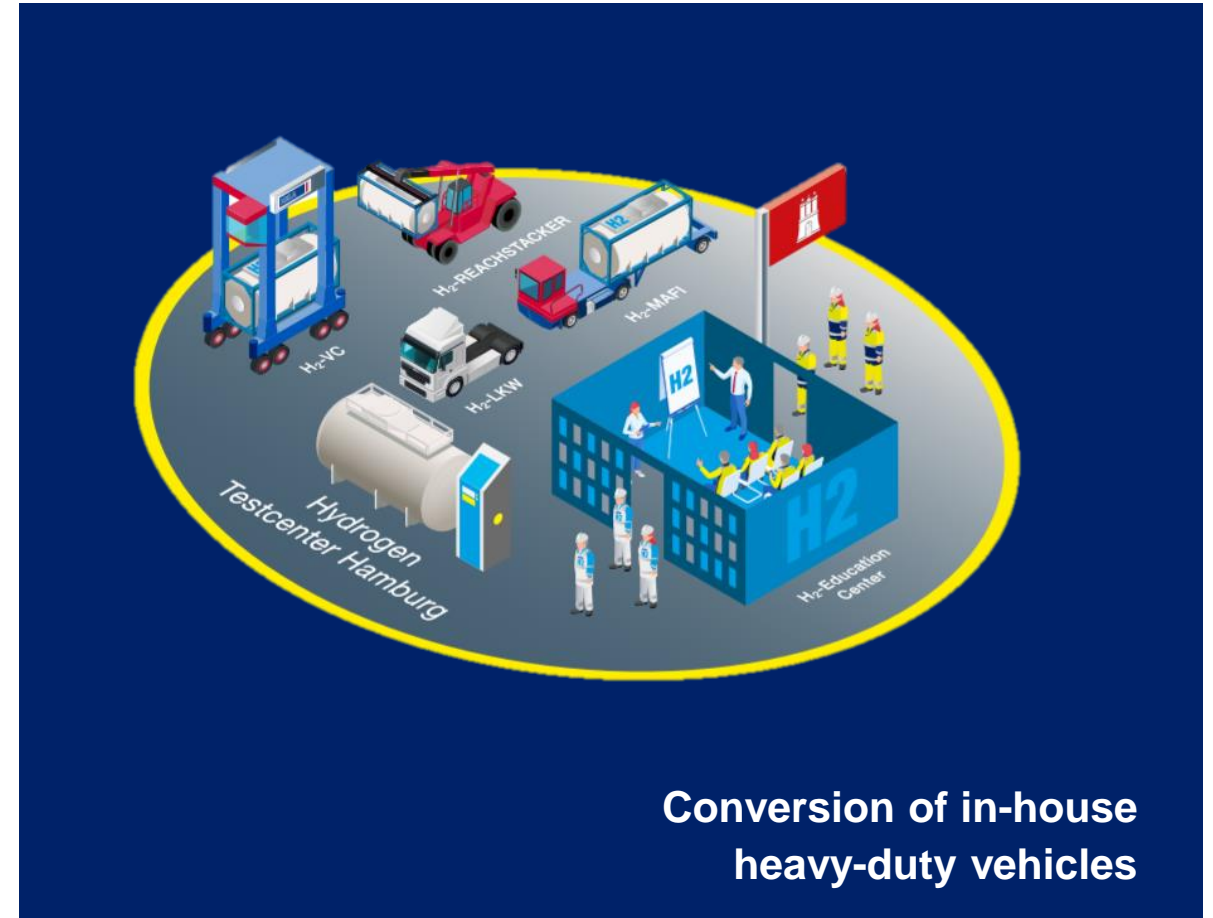 H2
H₂-REACHSTACKER
H2
H₂-MAFI
H₂-VC
H₂-LKW
H2
H2
Hydrogen
Testcenter Hamburg
H₂-Education
Center
Conversion of in-house
heavy-duty vehicles